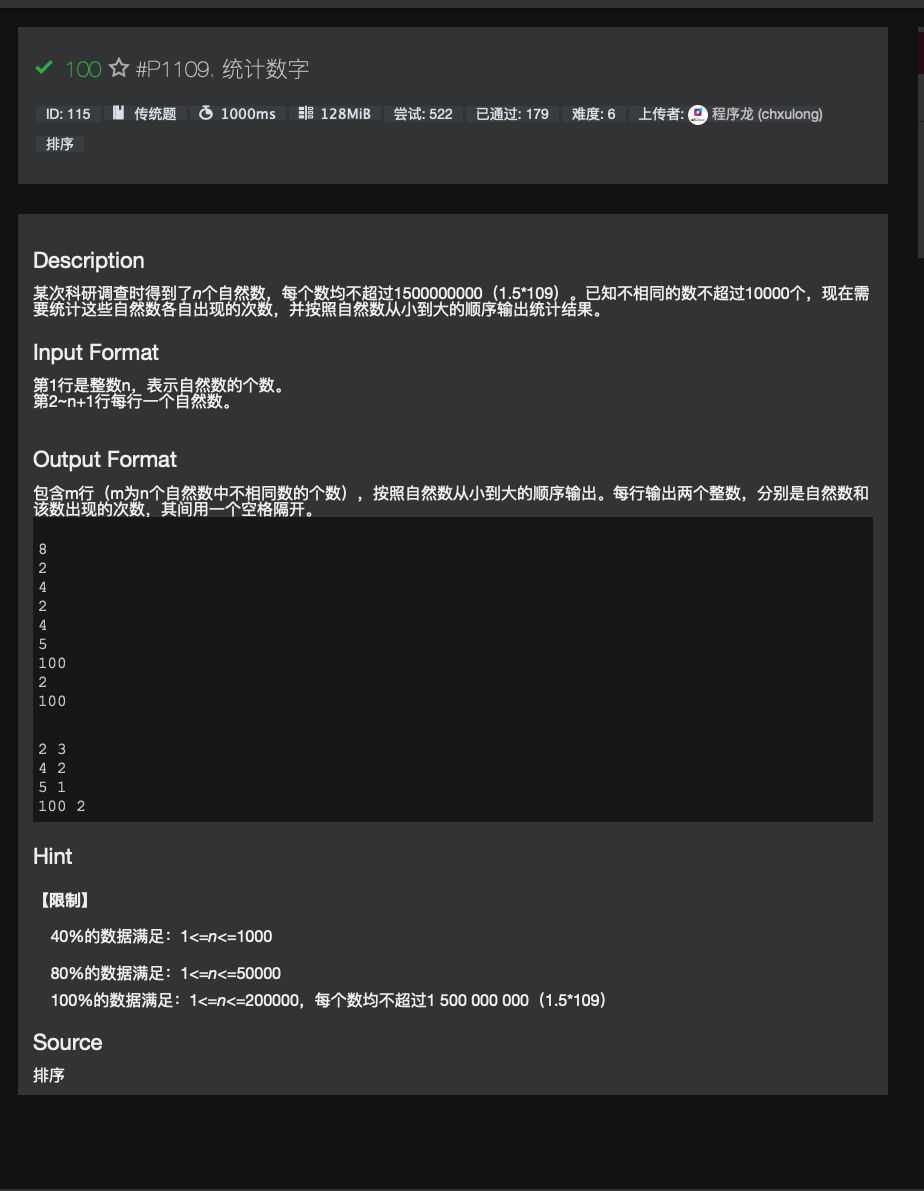 100 #P1109. 统计数字
ID: 115 传统题 1000ms 128MiB 尝试: 522 已通过: 179 难度: 6 上传者: 程序龙 (chxulong)
排序
Description
某次科研调查时得到了n个自然数，每个数均不超过1500000000（1.5*109）。已知不相同的数不超过10000个，现在需
要统计这些自然数各自出现的次数，并按照自然数从小到大的顺序输出统计结果。
Input Format
第1行是整数n，表示自然数的个数。
第2~n+1行每行一个自然数。
Output Format
包含m行（m为n个自然数中不相同数的个数），按照自然数从小到大的顺序输出。每行输出两个整数，分别是自然数和
该数出现的次数，其间用一个空格隔开。
8
2
4
2
4
5
100
2
100
2 3
4 2
5 1
100 2
Hint
【限制】
40%的数据满足：1<=n<=1000
80%的数据满足：1<=n<=50000
100%的数据满足：1<=n<=200000，每个数均不超过1 500 000 000（1.5*109）
Source
排序